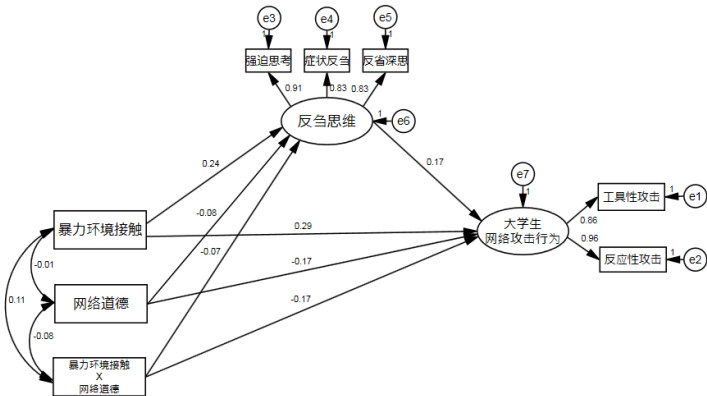 e3
e4
e5
1
1
1
强迫思考
症状反刍
反省深思
0.91
0.83
0.83
反刍思维
1
e6
0.24
0.17
e7
1
-0.08
工具性攻击
1
e1
0.86
暴力环境接触
0.29
大学生
网络攻击行为
0.96
-0.07
反应性攻击
1
e2
-0.01
-0.17
0.11
网络道德
-0.17
-0.08
暴力环境接触
X
网络道德